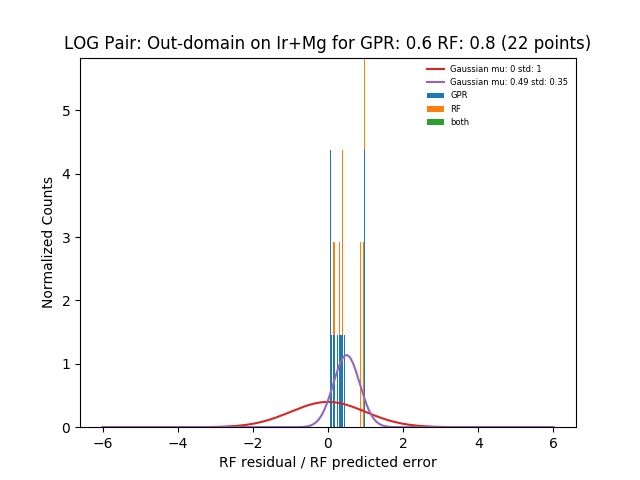 LOG Pair: Out-domain on Ir+Mg for GPR: 0.6 RF: 0.8 (22 points)
Gaussian mu: 0 std: 1
Gaussian mu: 0.49 std: 0.35
GPR
RF
both
Normalized Counts
5
4
3
2
1
0
−6
−4
−2
0
2
4
6
RF residual / RF predicted error